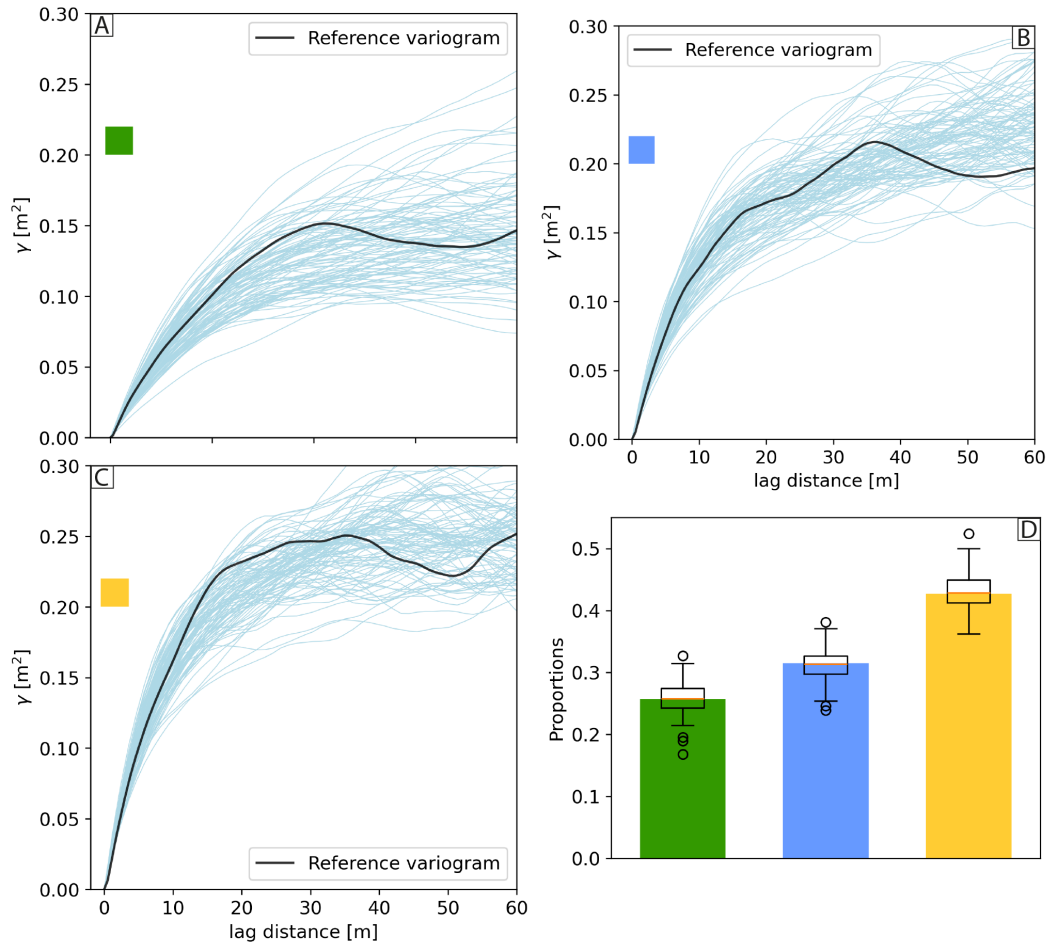 A
Reference variogram
0.30
0.25
0.20
0.15
0.10
0.05
0.00
γ [m²]
B
Reference variogram
0.30
0.25
0.20
0.15
0.10
0.05
0.00
γ [m²]
0 10 20 30 40 50 60
lag distance [m]
C
0.30
0.25
0.20
0.15
0.10
0.05
0.00
γ [m²]
Reference variogram
0 10 20 30 40 50 60
lag distance [m]
D
0.5
0.4
0.3
0.2
0.1
0.0
Proportions